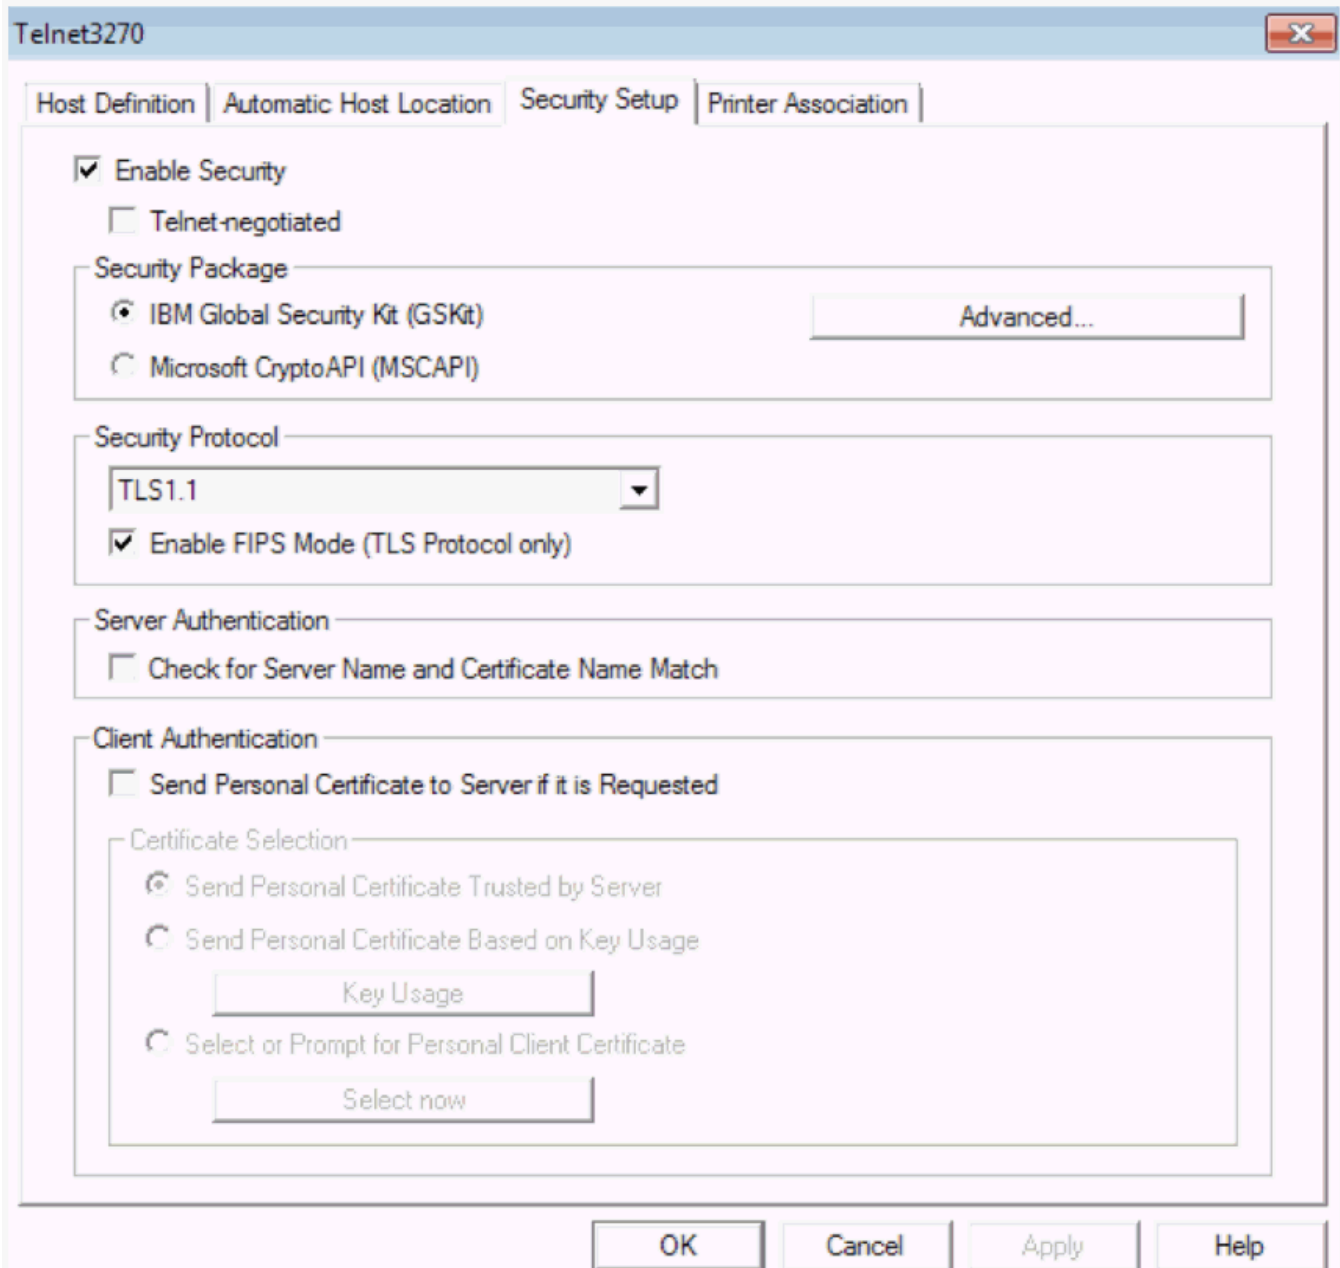 Telnet3270
Host Definition Automatic Host Location Security Setup Printer Association
Enable Security
Telnet-negotiated
Security Package
IBM Global Security Kit (GSKit)
Advanced...
Microsoft CryptoAPI (MSCAPI)
Security Protocol
TLS1.1
Enable FIPS Mode (TLS Protocol only)
Server Authentication
Check for Server Name and Certificate Name Match
Client Authentication
Send Personal Certificate to Server if it is Requested
Certificate Selection
Send Personal Certificate Trusted by Server
Send Personal Certificate Based on Key Usage
Key Usage
Select or Prompt for Personal Client Certificate
Select now
OK Cancel Apply Help